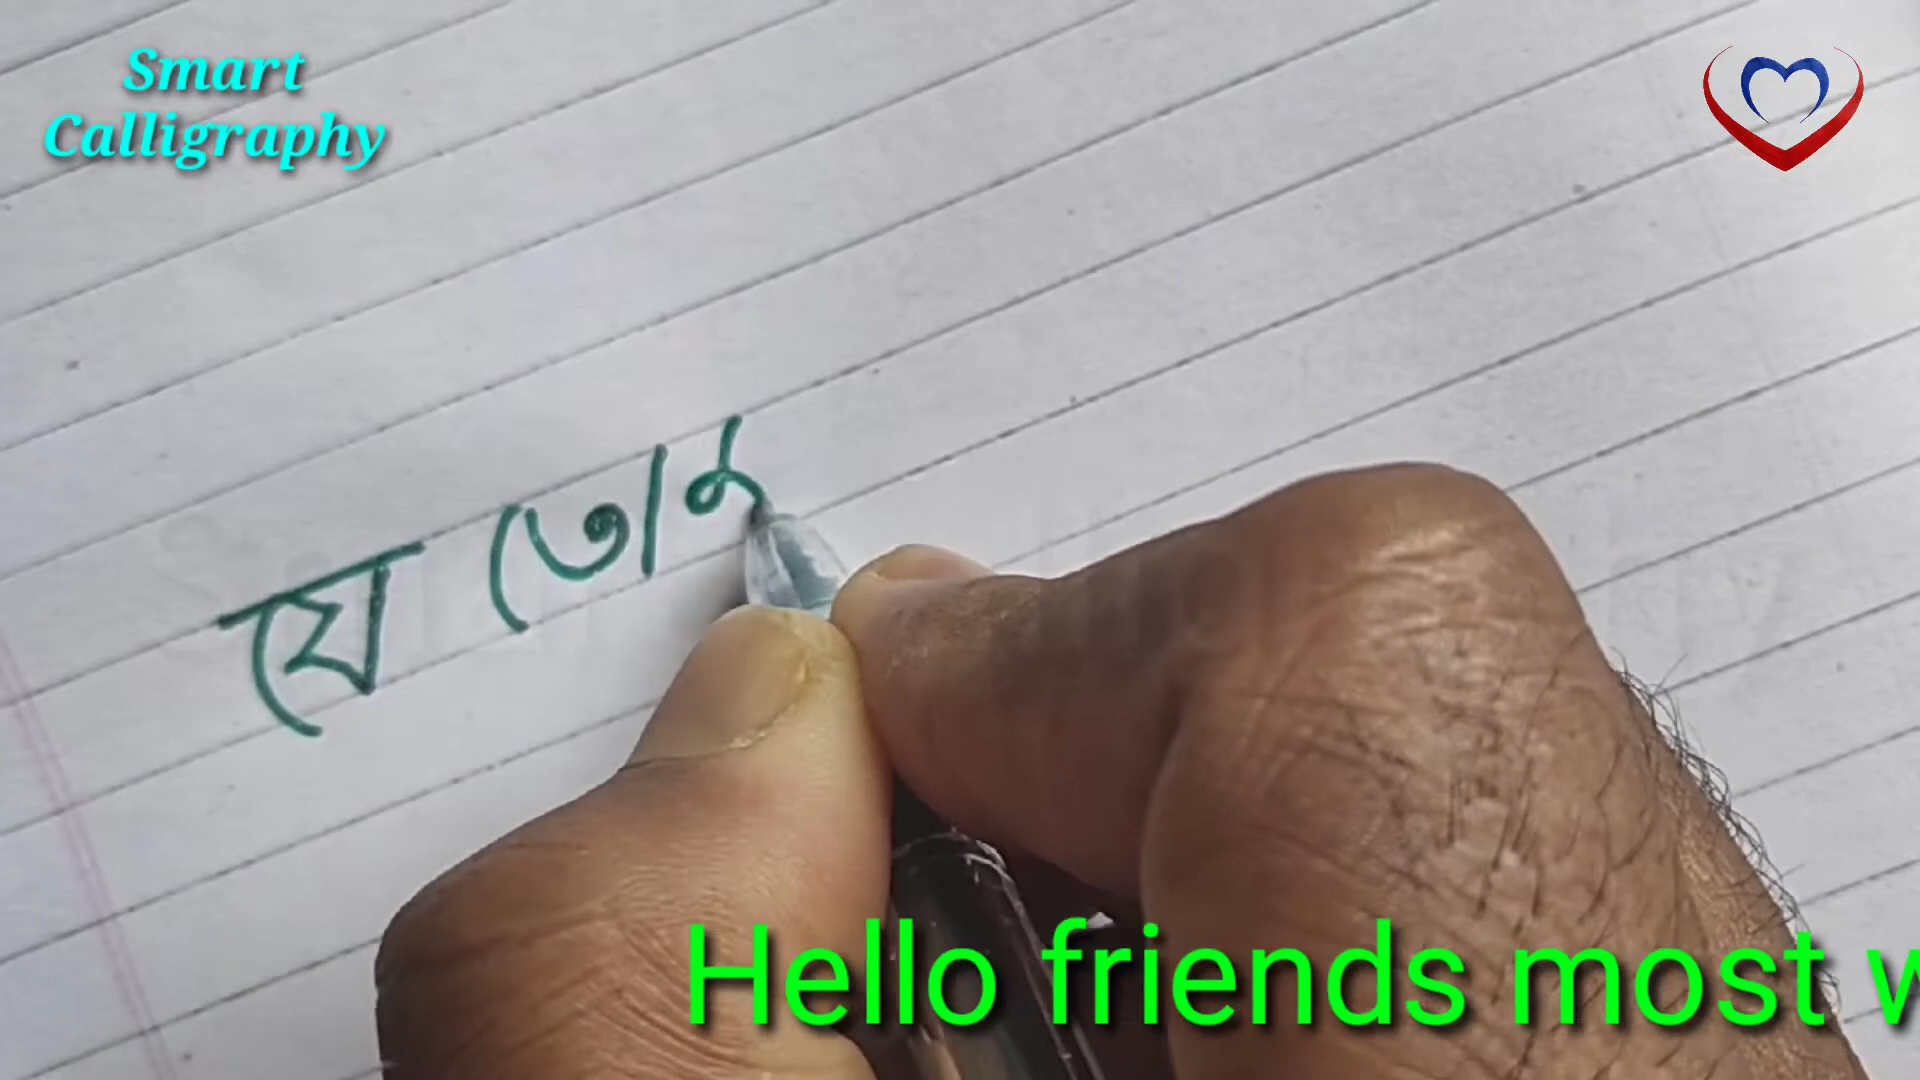 Smart
Calligraphy
যে তোম
Hello friends most w